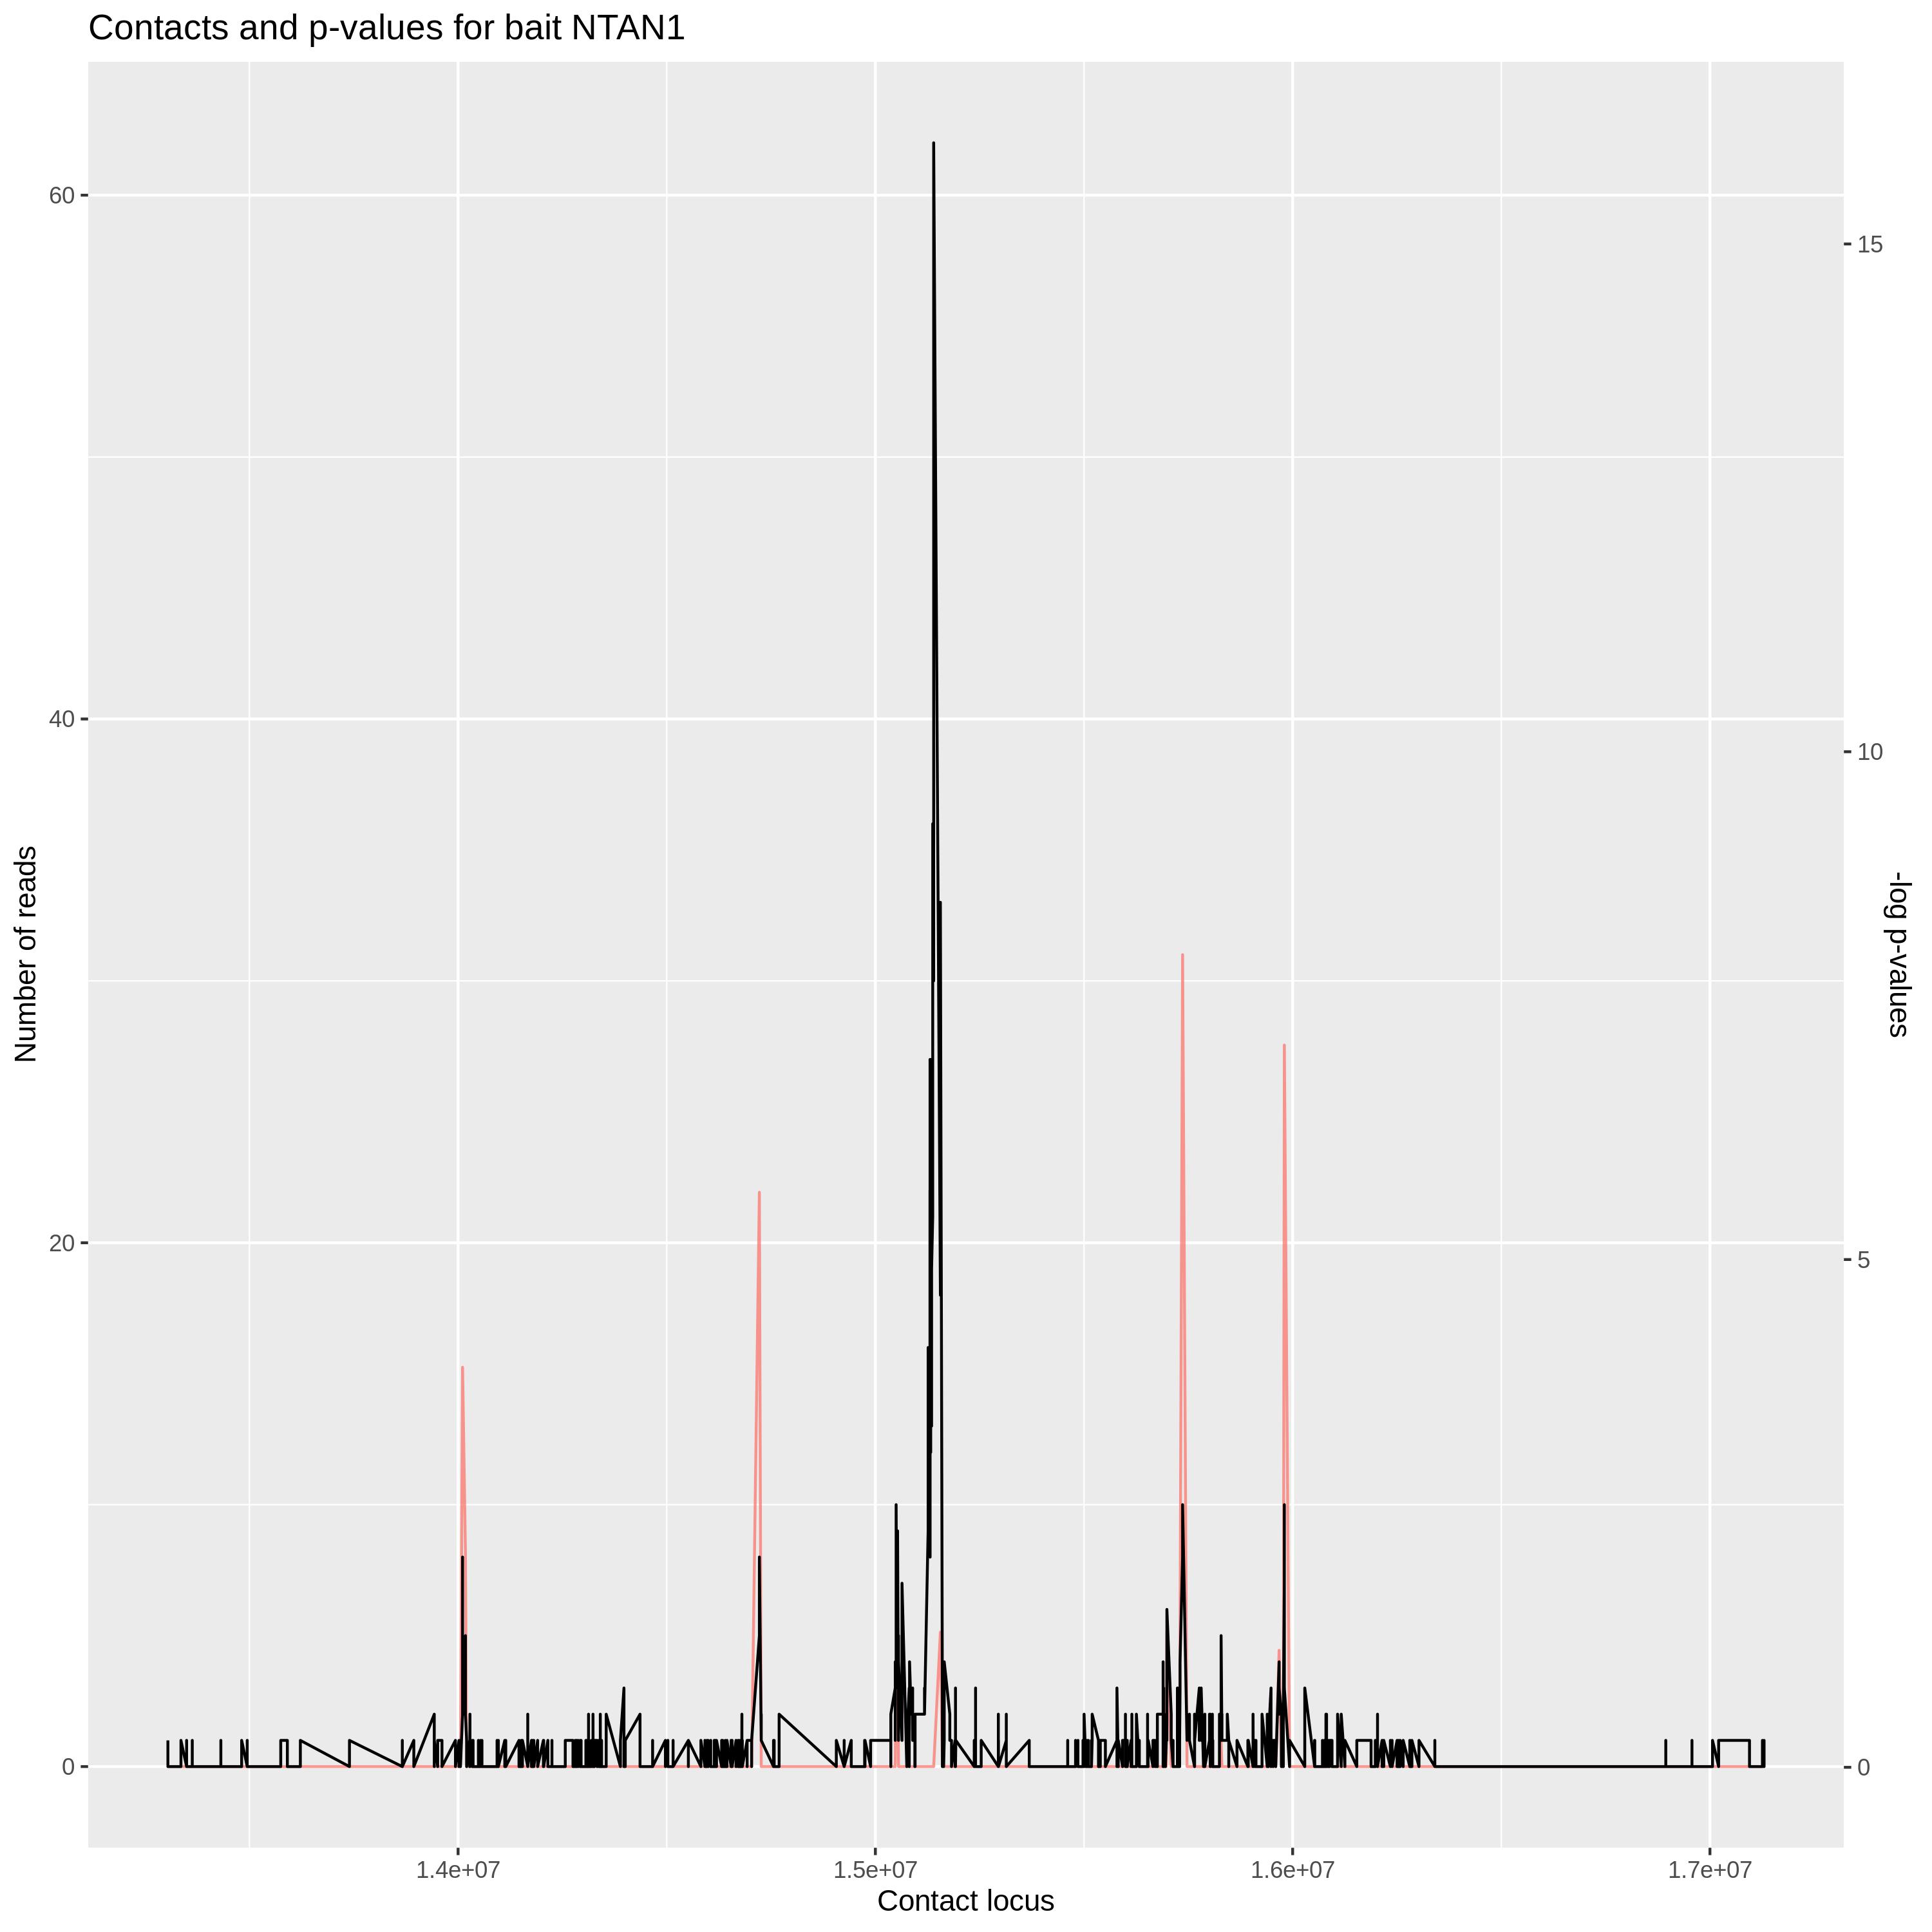 Contacts and p-values for bait NTAN1
60
40
20
0
15
10
5
0
Number of reads
-log p-values
1.4e+07
1.5e+07
1.6e+07
1.7e+07
Contact locus